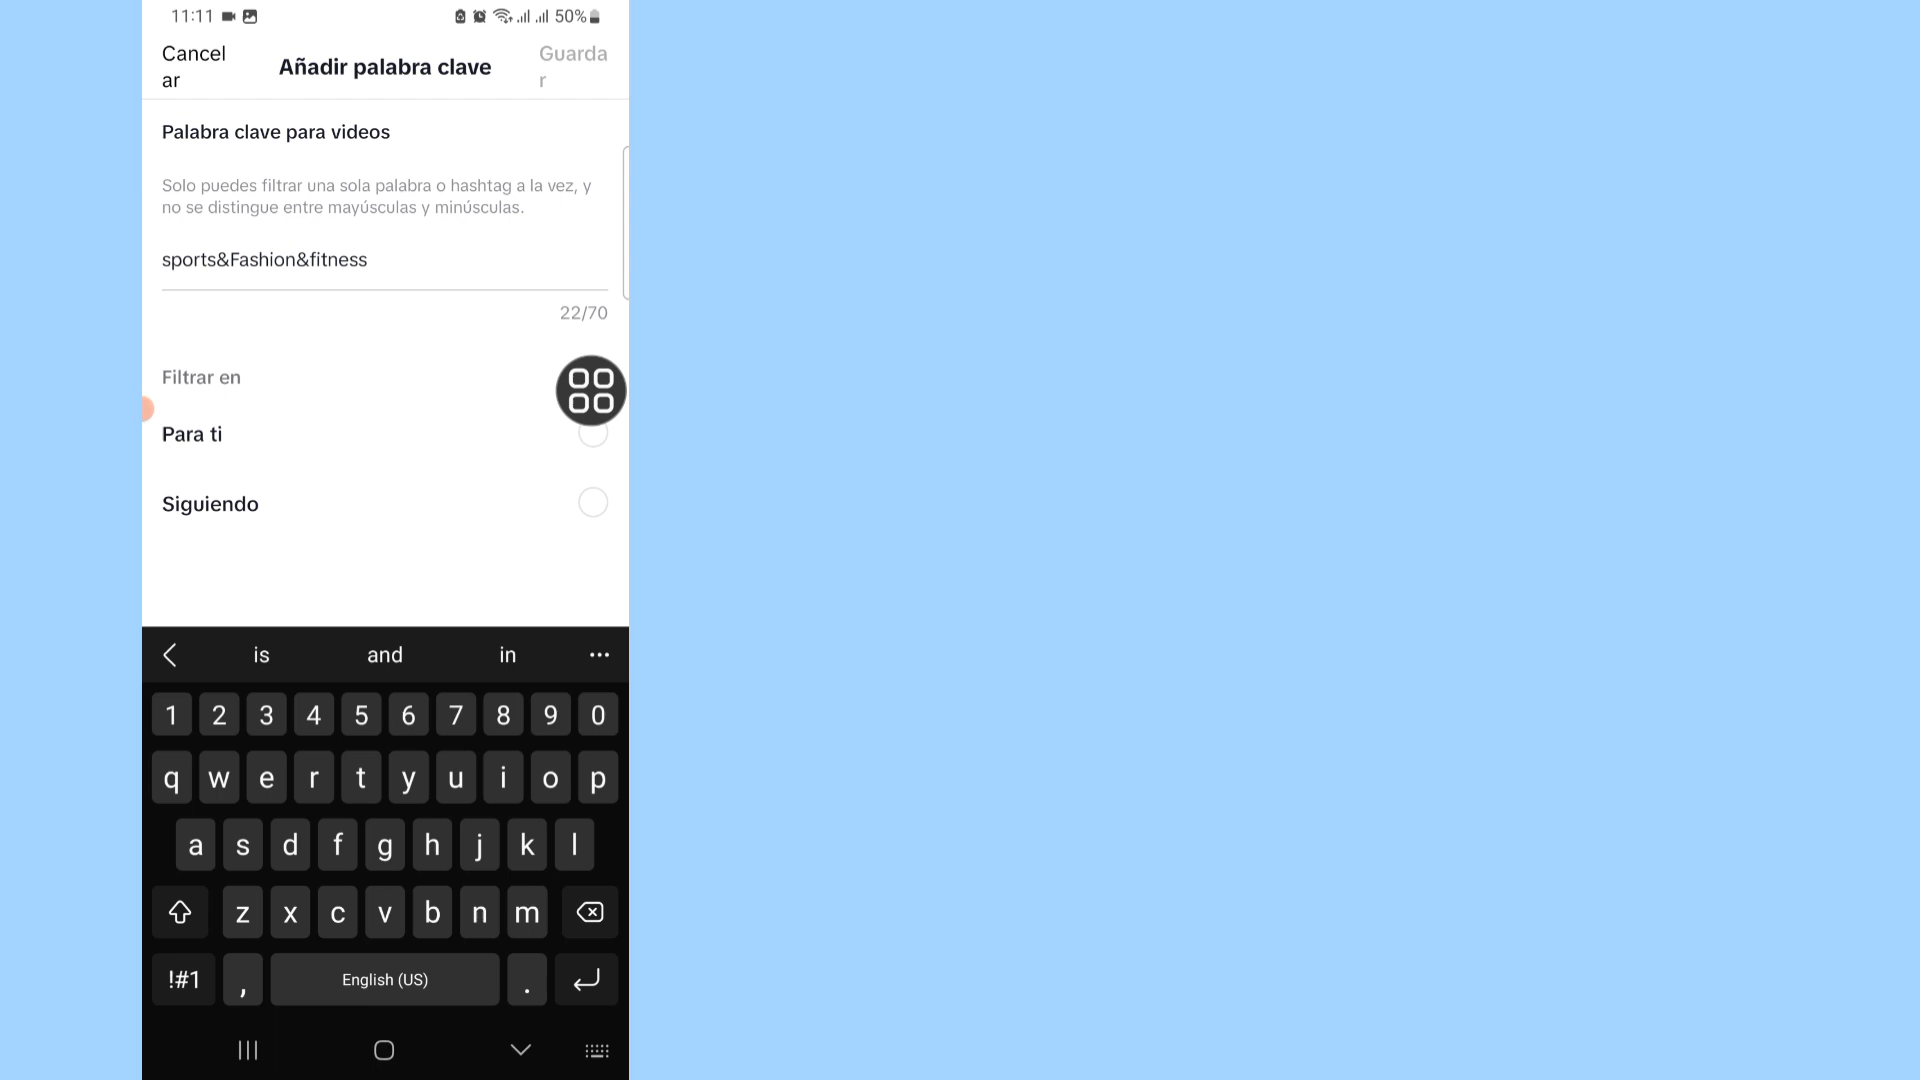 11:11 50%
Cancel
ar
Añadir palabra clave
Guarda
r
Palabra clave para videos
Solo puedes filtrar una sola palabra o hashtag a la vez, y
no se distingue entre mayúsculas y minúsculas.
sports&Fashion&fitness
22/70
Filtrar en
Para ti
Siguiendo
is and in
1 2 3 4 5 6 7 8 9 0
q w e r t y u i o p
a s d f g h j k l
z x c v b n m
!#1 , English (US) .